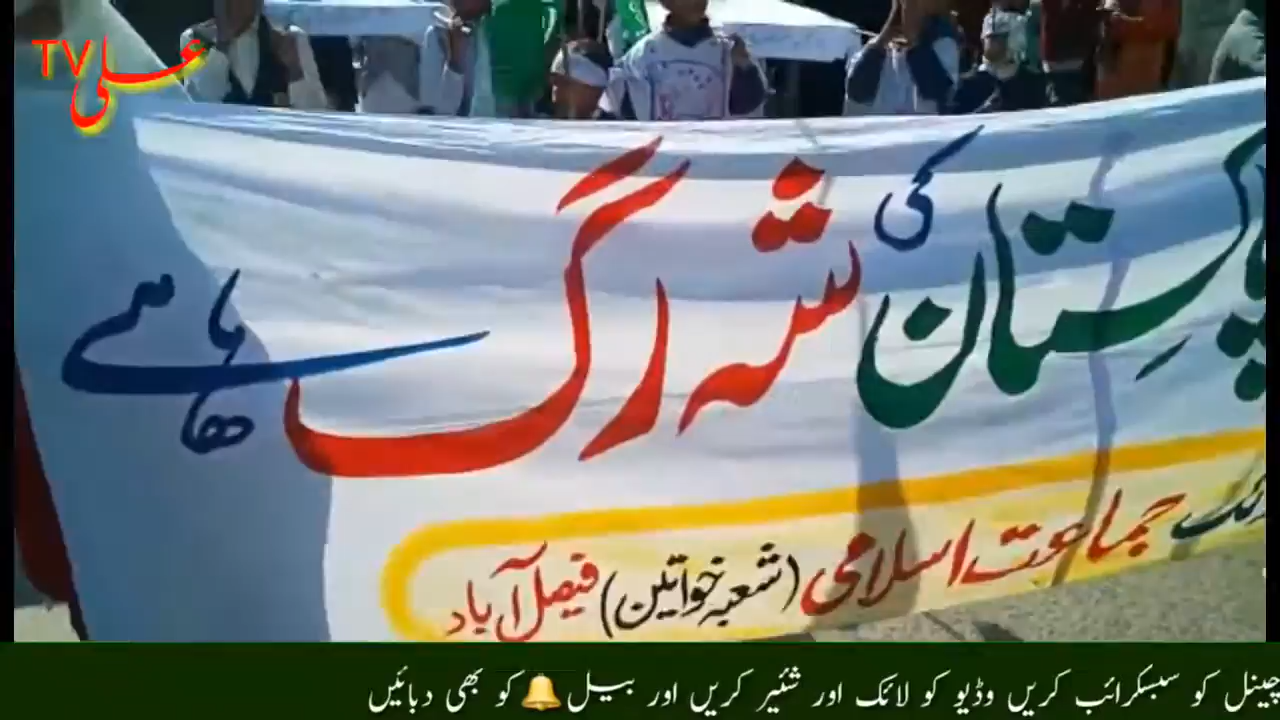 علی TV
پاکستان کی شہ رگ ہے
جماعت اسلامی (شعبہ خواتین) فیصل آباد
چینل کو سبسکرائب کریں وڈیو کو لائک اور شئیر کریں اور بیل🔔کو بھی دبائیں